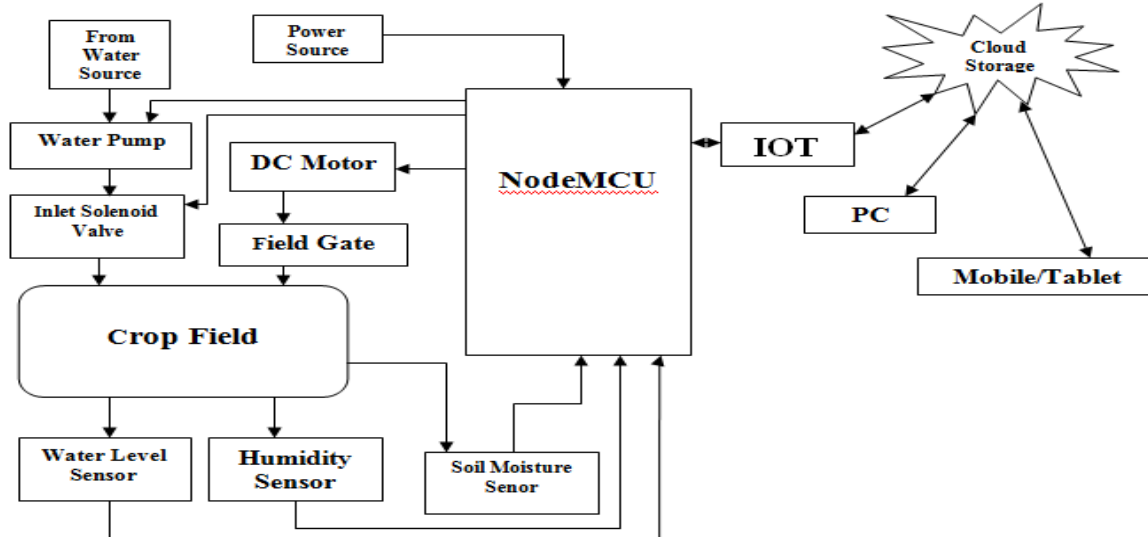 From
Water
Source
Power
Source
Cloud
Storage
Water Pump
DC Motor
NodeMCU
IOT
Inlet Solenoid
Valve
Field Gate
PC
Mobile/Tablet
Crop Field
Water Level
Sensor
Humidity
Sensor
Soil Moisture
Senor